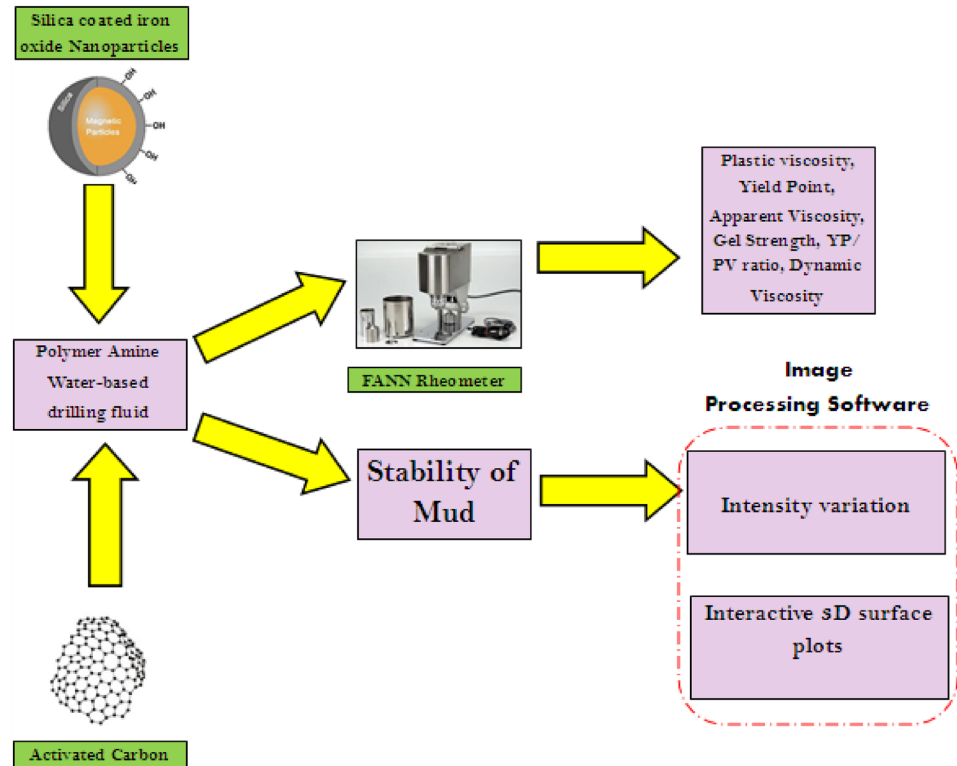 Silica coated iron
oxide Nanoparticles
Silica
Magnetic
Particles
OH
OH
OH
OH
OH
Polymer Amine
Water-based
drilling fluid
Activated Carbon
FANN Rheometer
Plastic viscosity,
Yield Point,
Apparent Viscosity,
Gel Strength, YP/
PV ratio, Dynamic
Viscosity
Stability of
Mud
Image
Processing Software
Intensity variation
Interactive 3D surface
plots